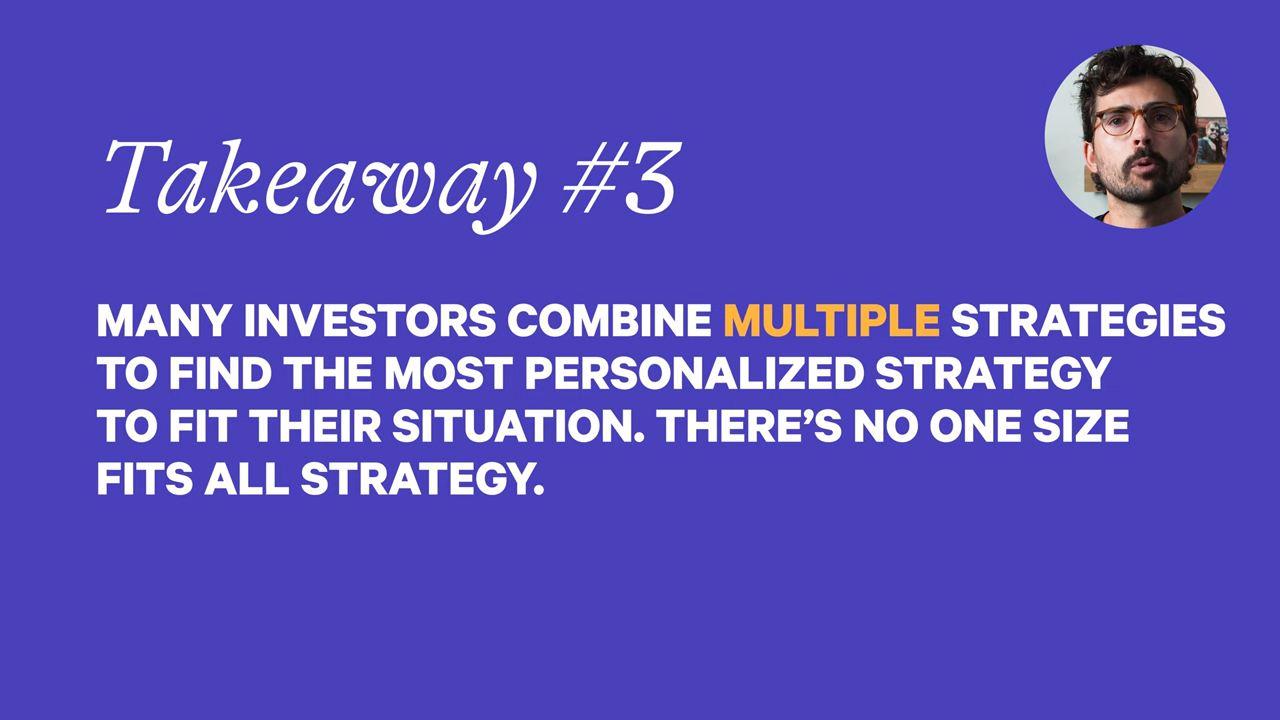 Takeaway #3
MANY INVESTORS COMBINE MULTIPLE STRATEGIES
TO FIND THE MOST PERSONALIZED STRATEGY
TO FIT THEIR SITUATION. THERE’S NO ONE SIZE
FITS ALL STRATEGY.